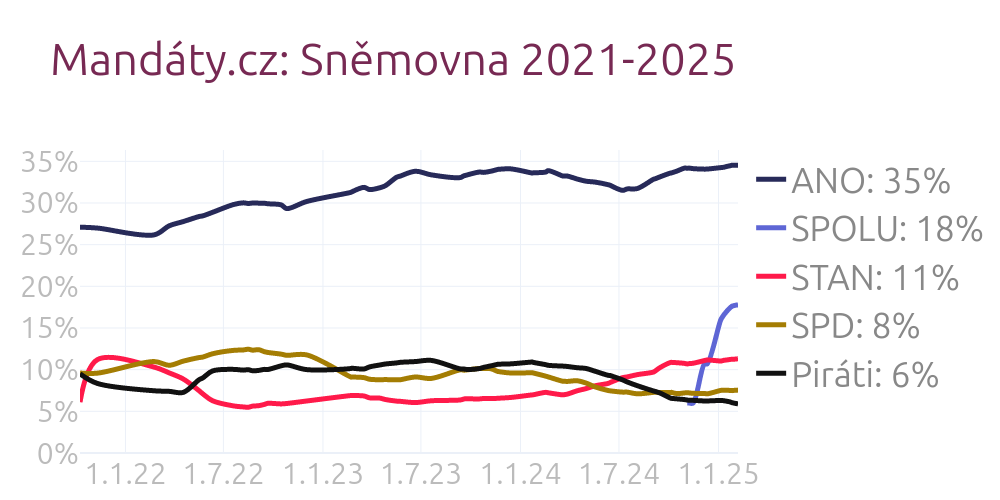 Mandáty.cz: Sněmovna 2021-2025
35%
30%
25%
20%
15%
10%
5%
0%
1.1.22 1.7.22 1.1.23 1.7.23 1.1.24 1.7.24 1.1.25
ANO: 35%
SPOLU: 18%
STAN: 11%
SPD: 8%
Piráti: 6%